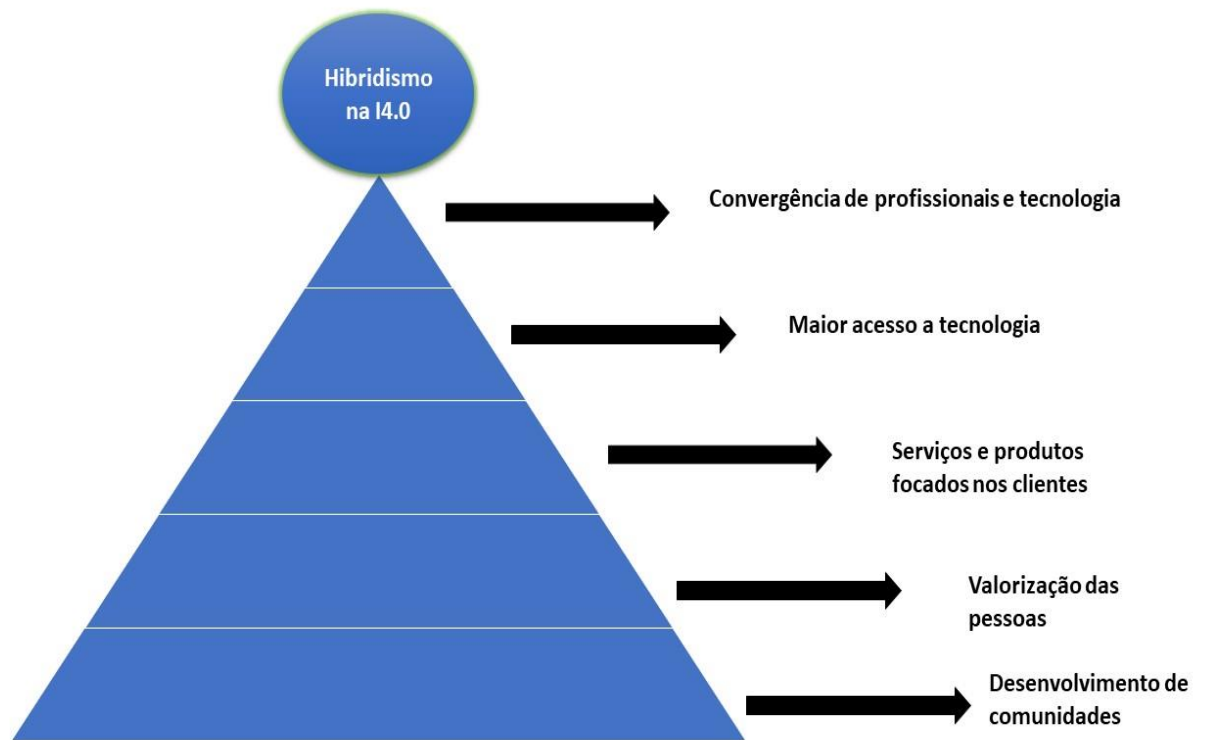 Hibridismo
na I4.0
Convergência de profissionais e tecnologia
Maior acesso a tecnologia
Serviços e produtos
focados nos clientes
Valorização das
pessoas
Desenvolvimento de
comunidades